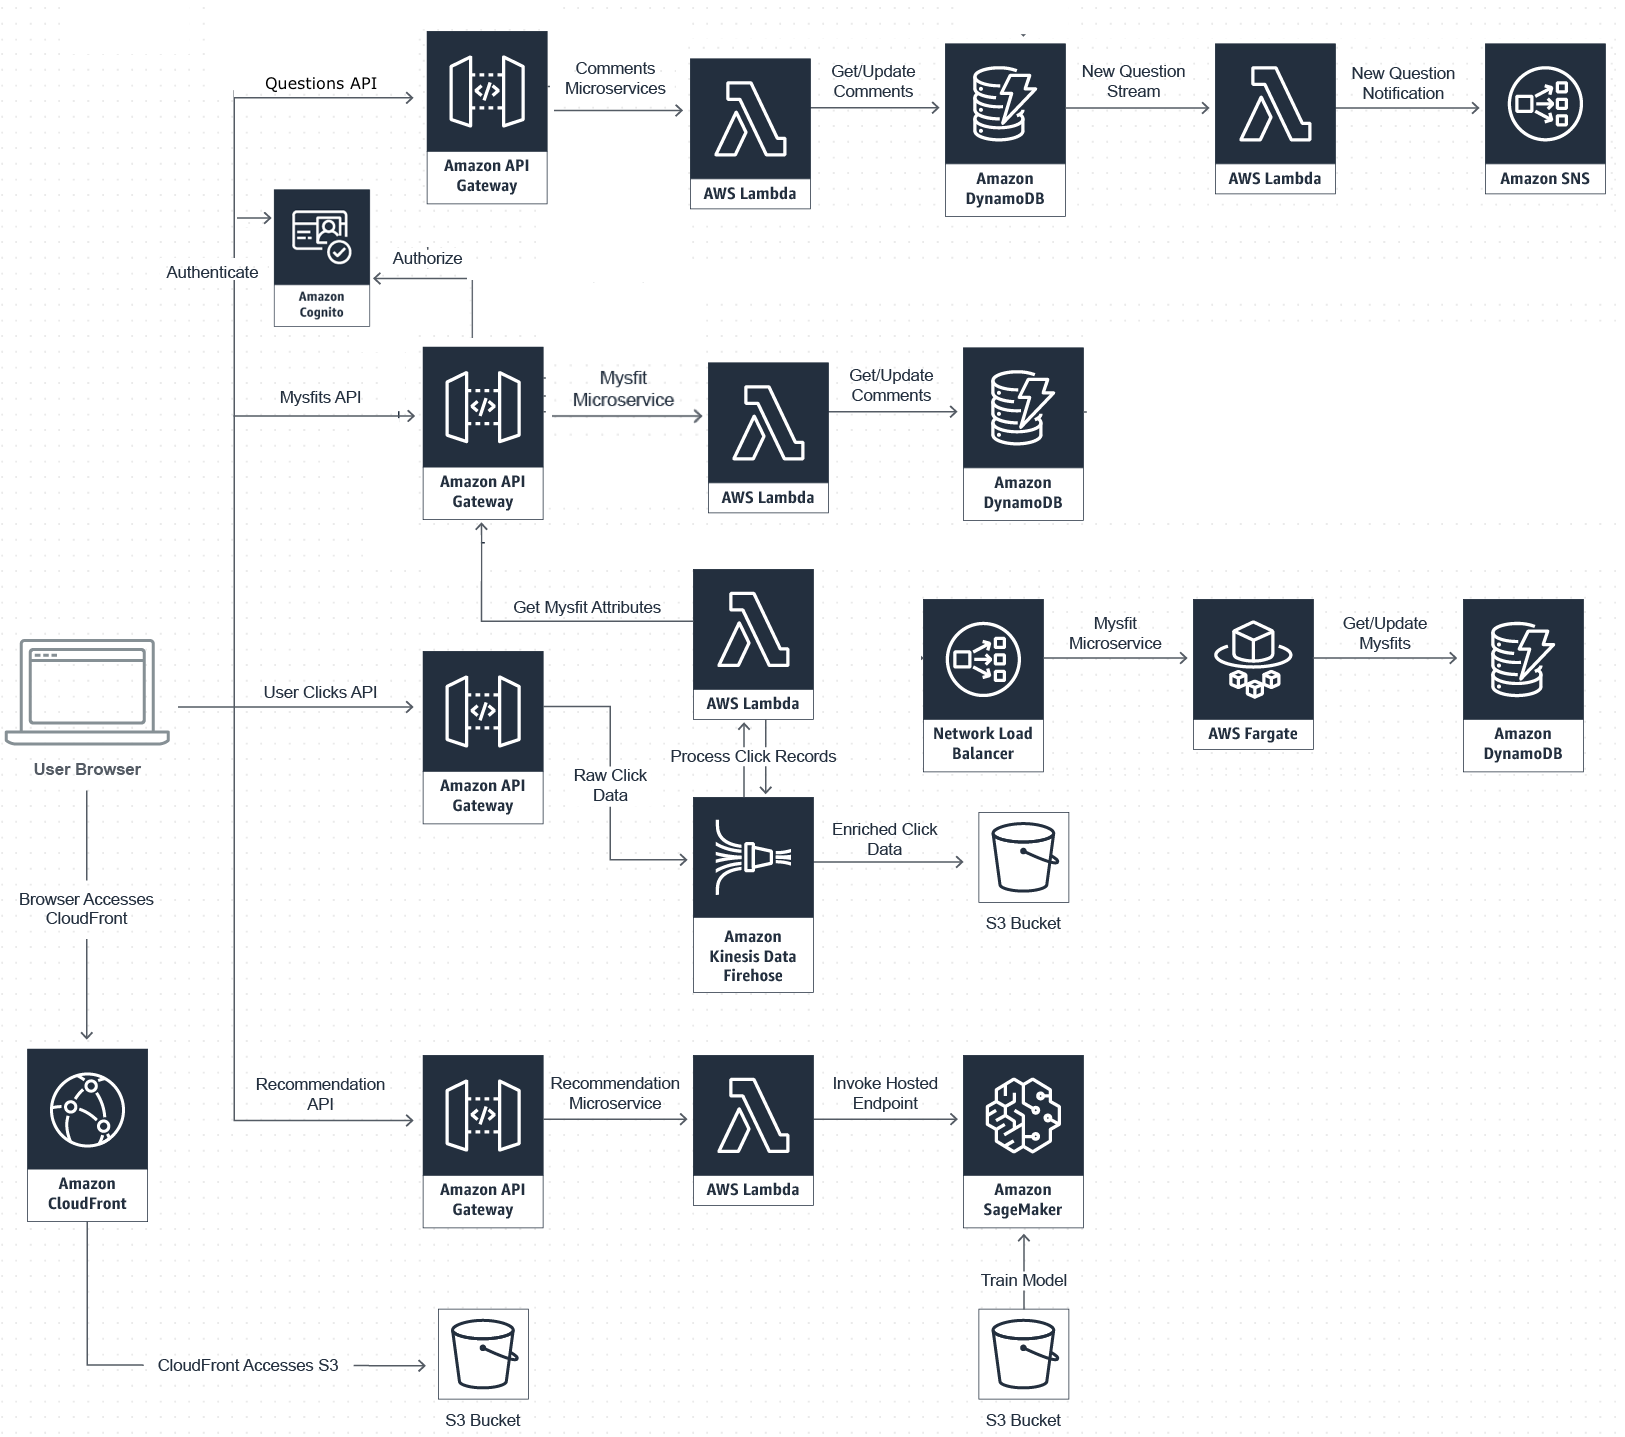 Questions API
Amazon API
Gateway
Comments
Microservices
AWS Lambda
Get/Update
Comments
Amazon
DynamoDB
New Question
Stream
AWS Lambda
New Question
Notification
Amazon SNS
Authenticate
Amazon
Cognito
Authorize
Mysfits API
Amazon API
Gateway
Mysfit
Microservice
AWS Lambda
Get/Update
Comments
Amazon
DynamoDB
Get Mysfit Attributes
AWS Lambda
User Browser
User Clicks API
Amazon API
Gateway
Raw Click
Data
Process Click Records
Amazon
Kinesis Data
Firehose
Enriched Click
Data
S3 Bucket
Network Load
Balancer
Mysfit
Microservice
AWS Fargate
Get/Update
Mysfits
Amazon
DynamoDB
Browser Accesses
CloudFront
Amazon
CloudFront
Recommendation
API
Amazon API
Gateway
Recommendation
Microservice
AWS Lambda
Invoke Hosted
Endpoint
Amazon
SageMaker
Train Model
S3 Bucket
CloudFront Accesses S3
S3 Bucket